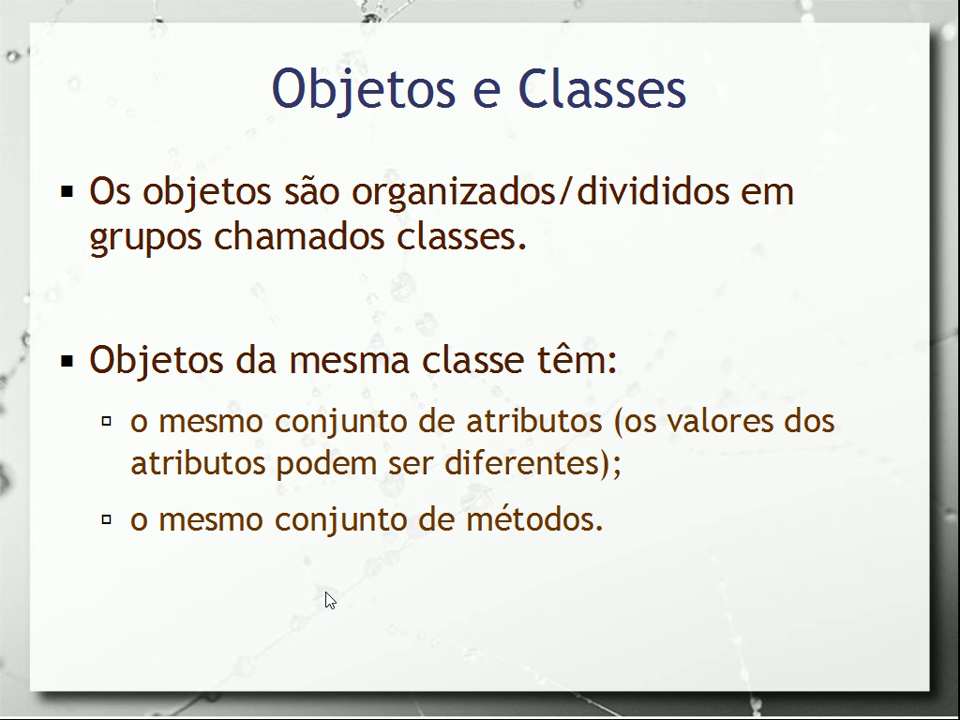 Objetos e Classes
Os objetos são organizados/divididos em
grupos chamados classes.
Objetos da mesma classe têm:
o mesmo conjunto de atributos (os valores dos
atributos podem ser diferentes);
o mesmo conjunto de métodos.